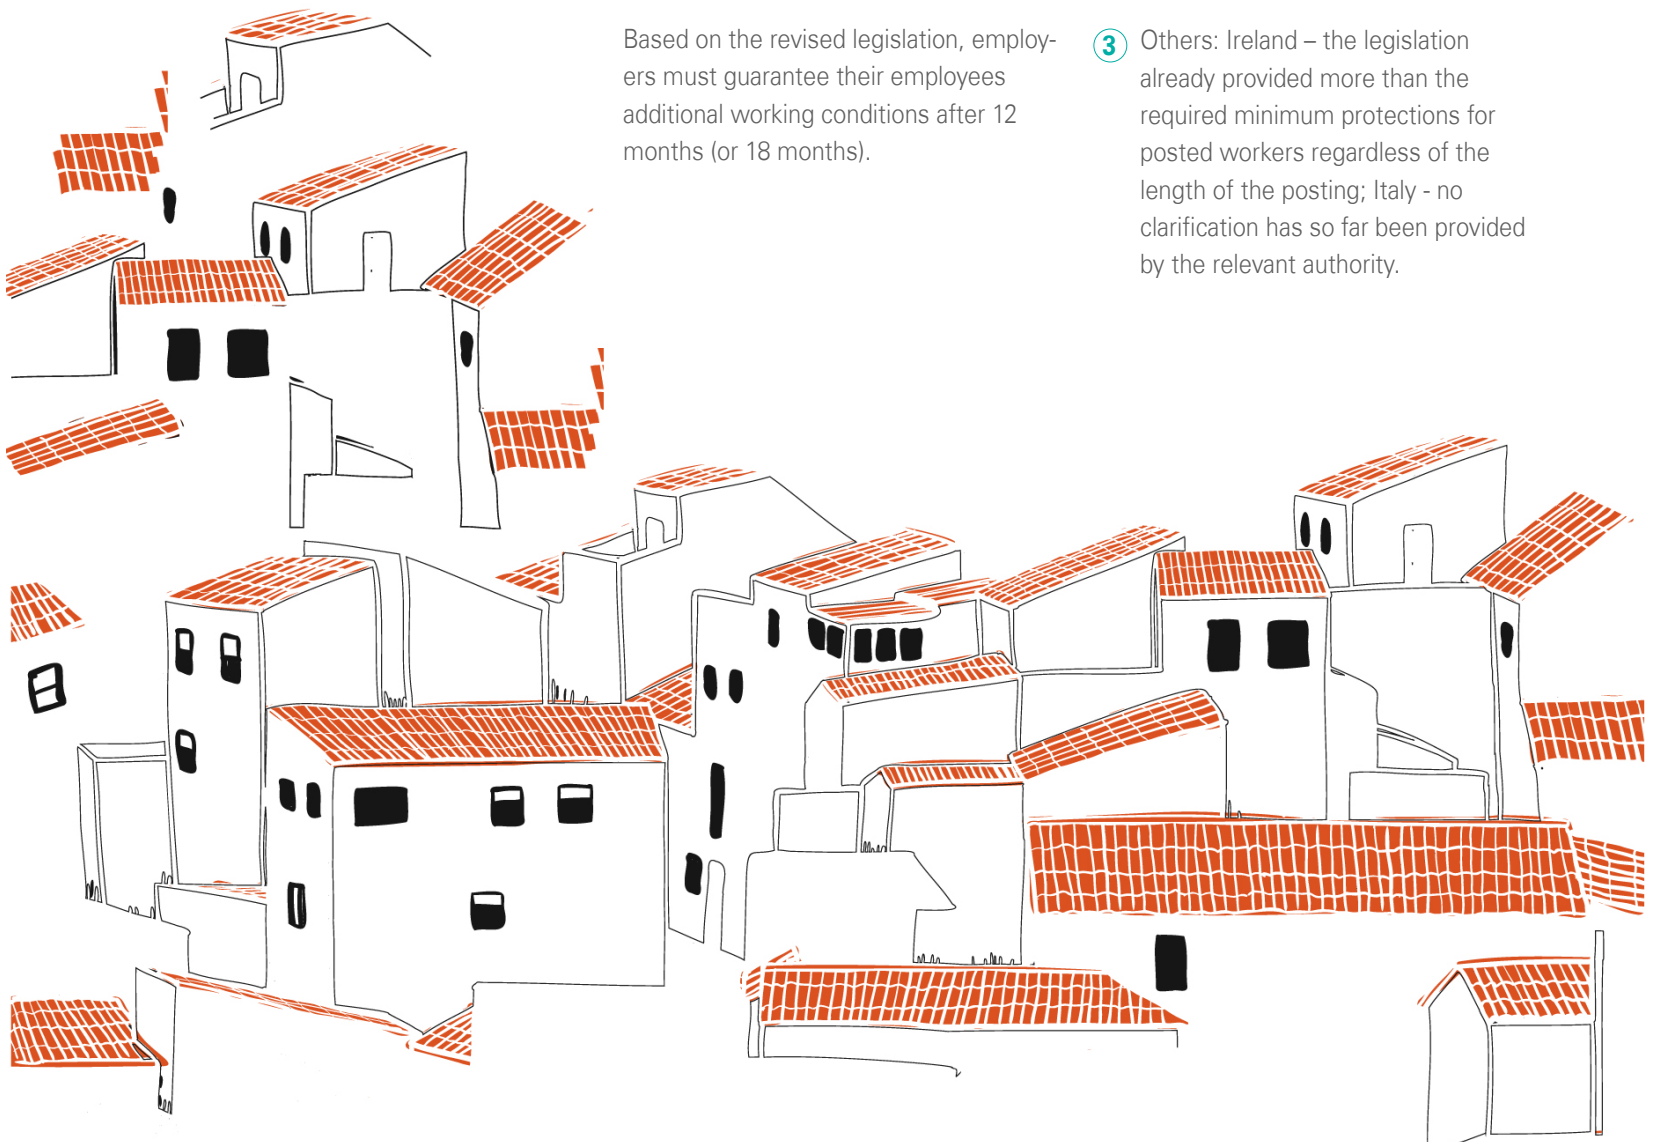 Based on the revised legislation, employ-
ers must guarantee their employees
additional working conditions after 12
months (or 18 months).
3 Others: Ireland – the legislation
already provided more than the
required minimum protections for
posted workers regardless of the
length of the posting; Italy - no
clarification has so far been provided
by the relevant authority.